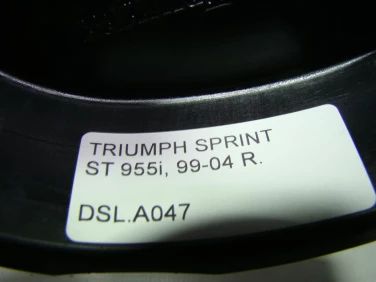 TRIUMPH SPRINT
ST 955i, 99-04 R.
DSL.A047